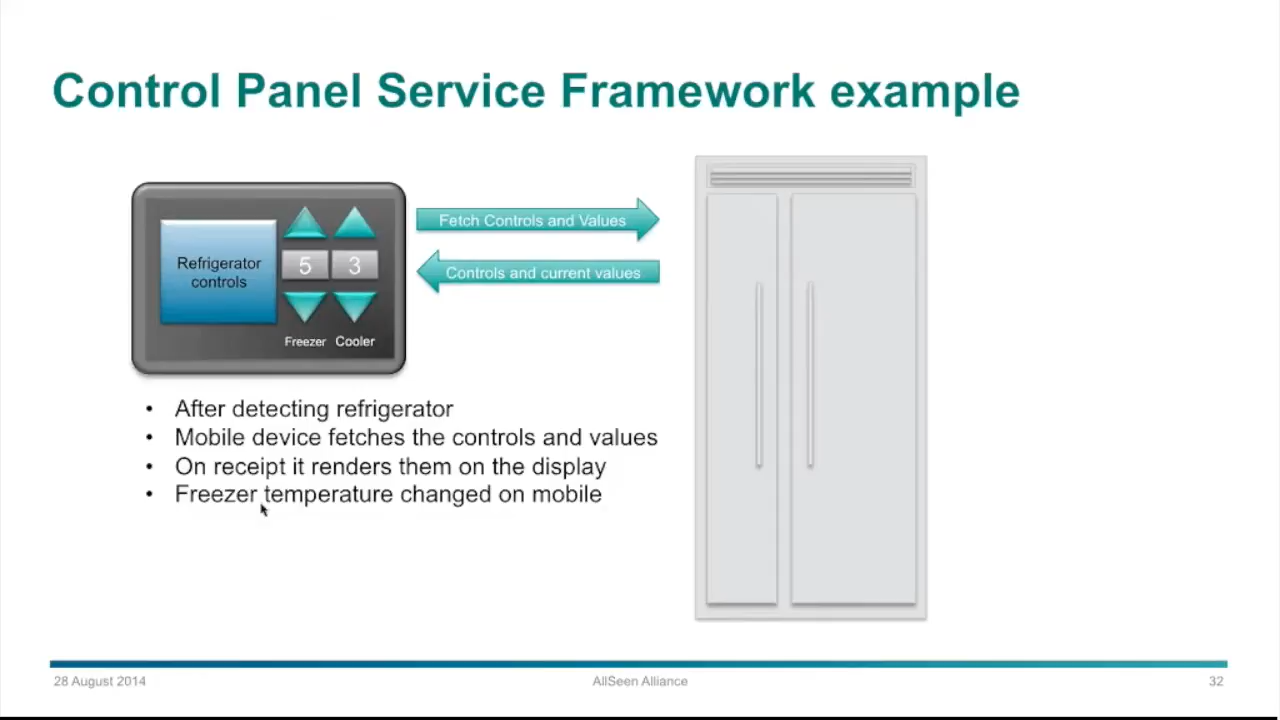 Control Panel Service Framework example
Refrigerator
controls
5 3
Freezer Cooler
Fetch Controls and Values
Controls and current values
• After detecting refrigerator
• Mobile device fetches the controls and values
• On receipt it renders them on the display
• Freezer temperature changed on mobile
28 August 2014
AllSeen Alliance
32